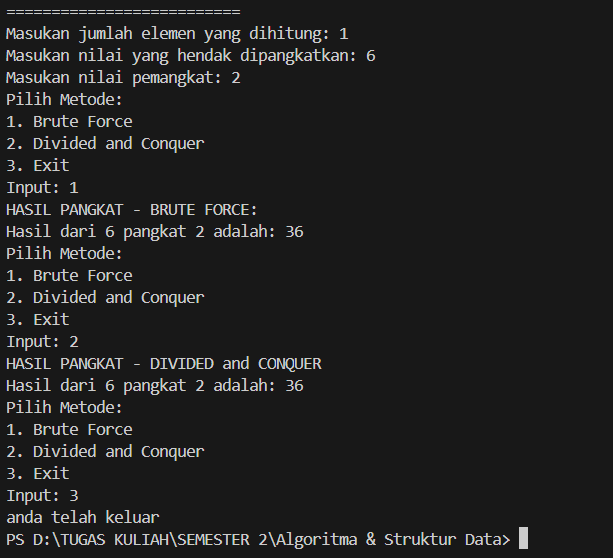 ==========================
Masukan jumlah elemen yang dihitung: 1
Masukan nilai yang hendak dipangkatkan: 6
Masukan nilai pemangkat: 2
Pilih Metode:
1. Brute Force
2. Divided and Conquer
3. Exit
Input: 1
HASIL PANGKAT - BRUTE FORCE:
Hasil dari 6 pangkat 2 adalah: 36
Pilih Metode:
1. Brute Force
2. Divided and Conquer
3. Exit
Input: 2
HASIL PANGKAT - DIVIDED and CONQUER
Hasil dari 6 pangkat 2 adalah: 36
Pilih Metode:
1. Brute Force
2. Divided and Conquer
3. Exit
Input: 3
anda telah keluar
PS D:\TUGAS KULIAH\SEMESTER 2\Algoritma & Struktur Data>